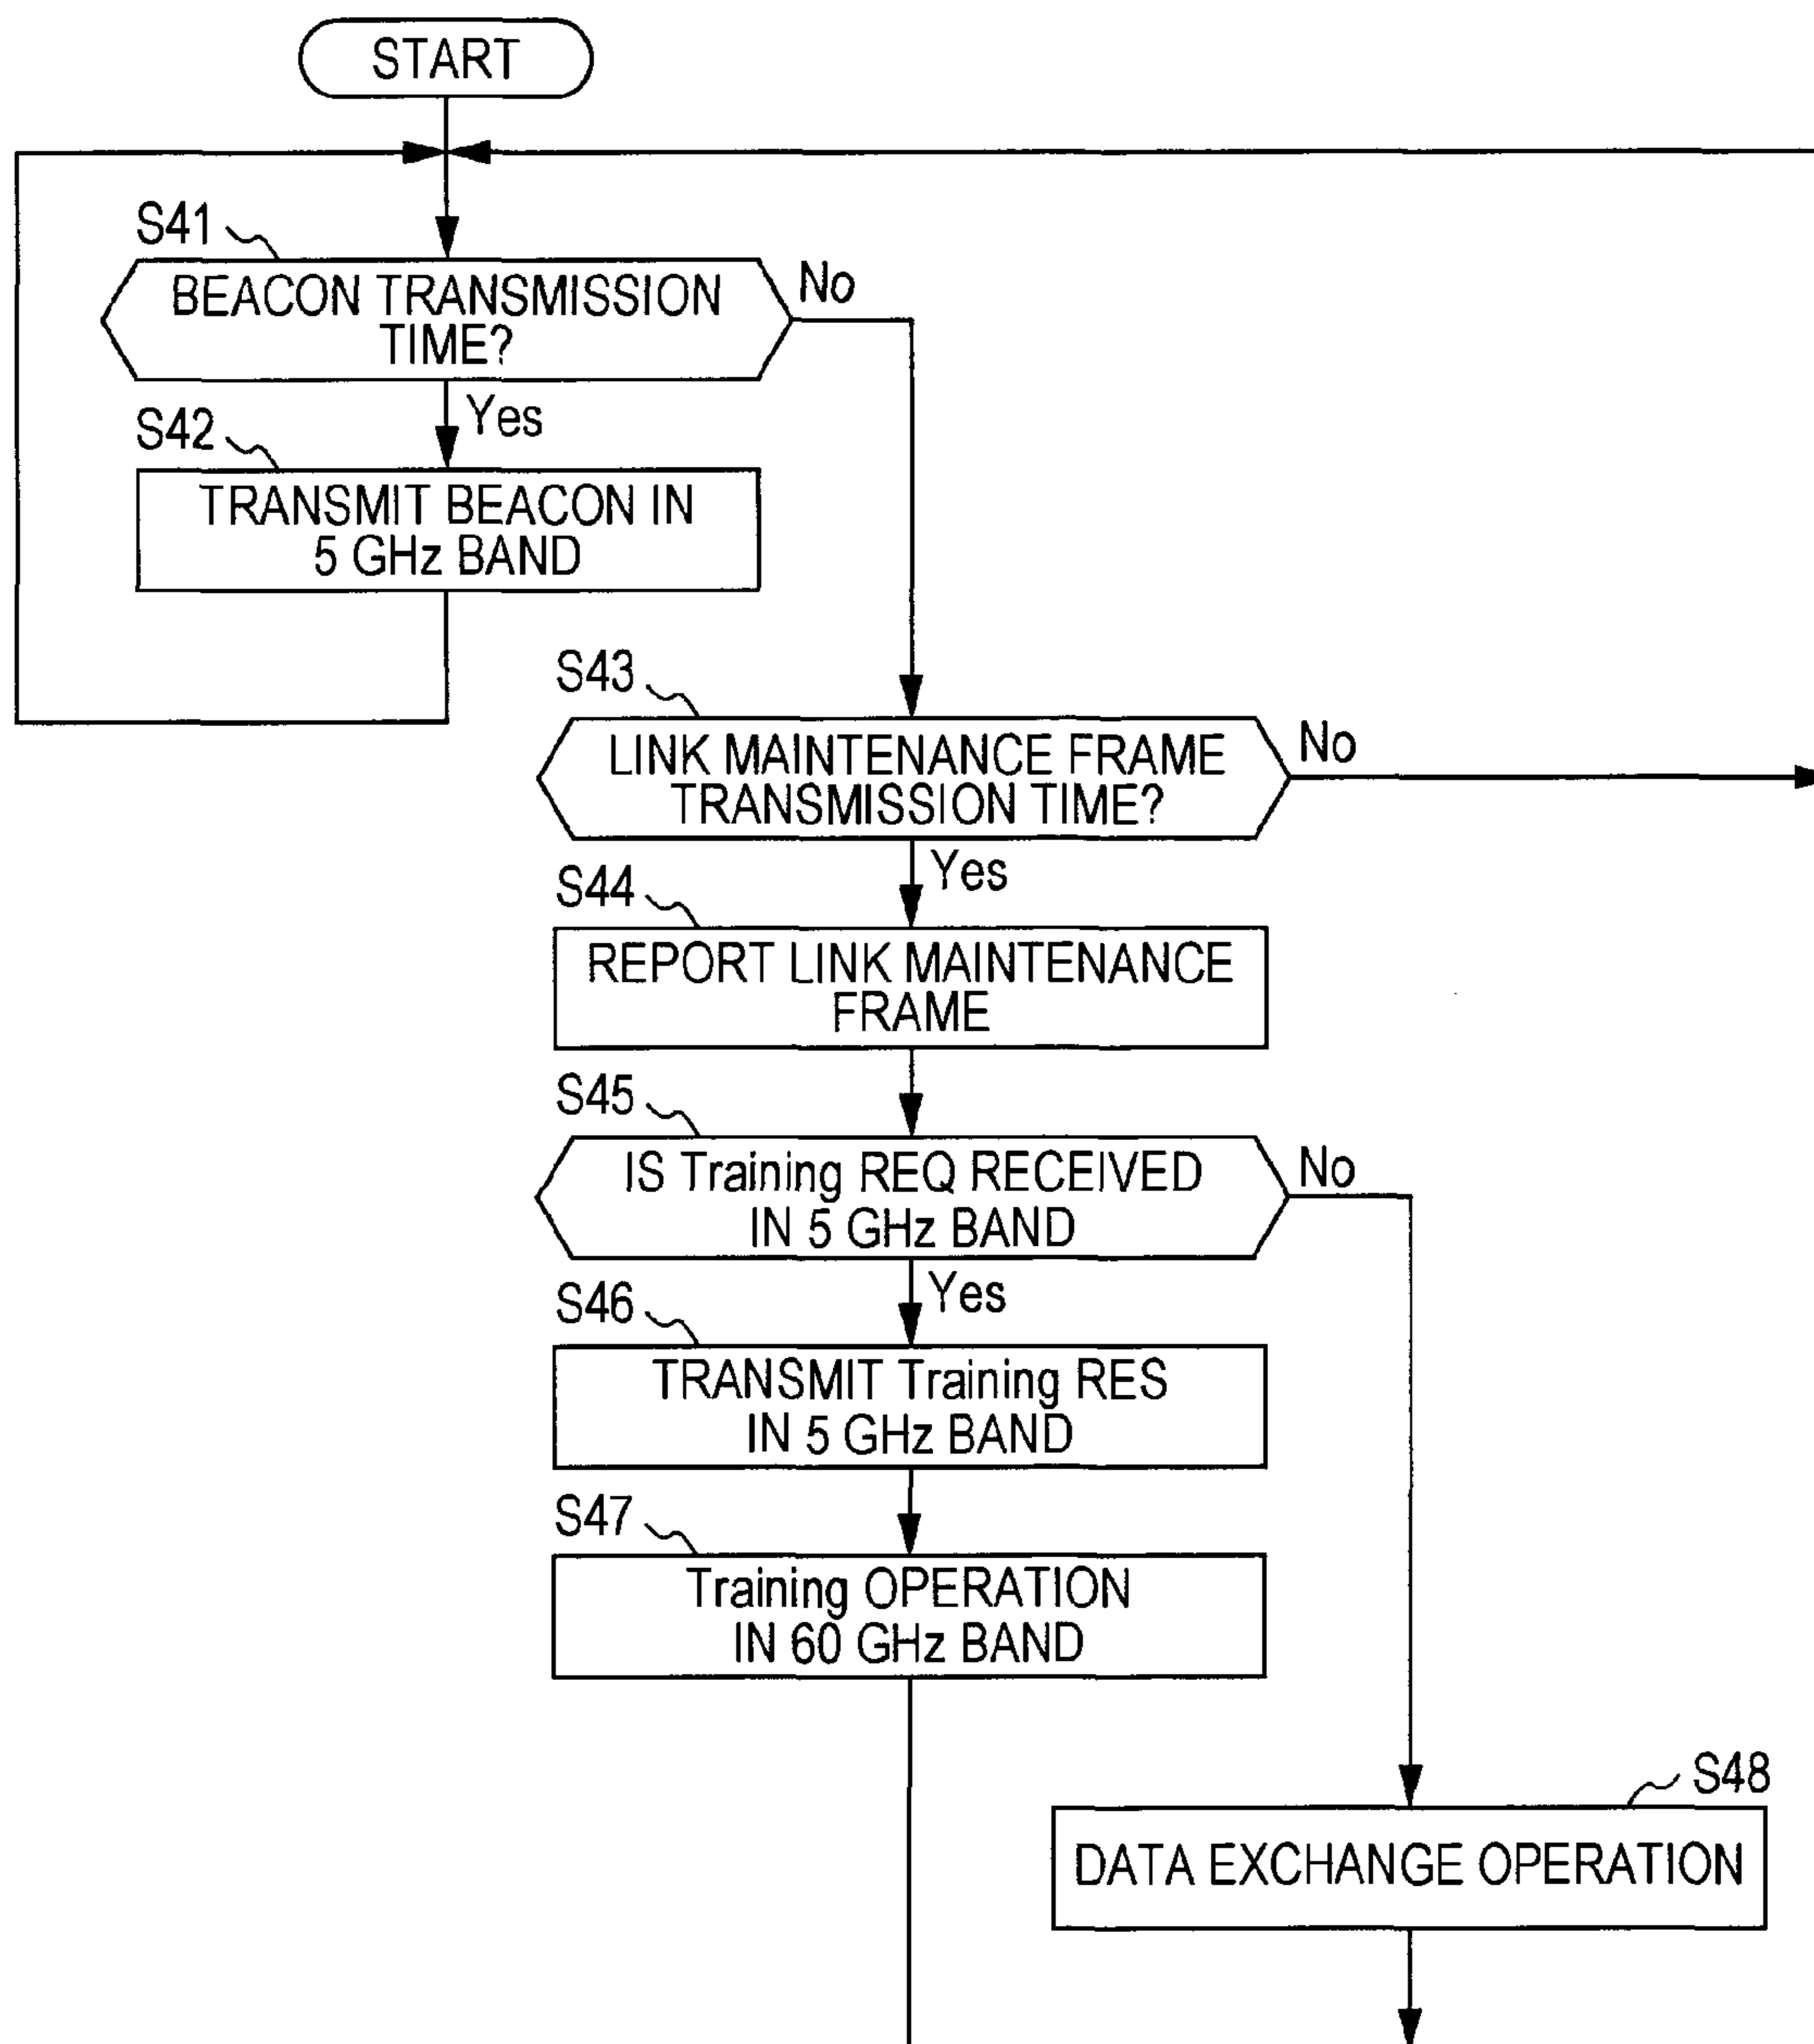 START
S41
BEACON TRANSMISSION
TIME?
No
Yes
S42
TRANSMIT BEACON IN
5 GHz BAND
S43
LINK MAINTENANCE FRAME
TRANSMISSION TIME?
No
Yes
S44
REPORT LINK MAINTENANCE
FRAME
S45
IS Training REQ RECEIVED
IN 5 GHz BAND
No
Yes
S46
TRANSMIT Training RES
IN 5 GHz BAND
S47
Training OPERATION
IN 60 GHz BAND
S48
DATA EXCHANGE OPERATION